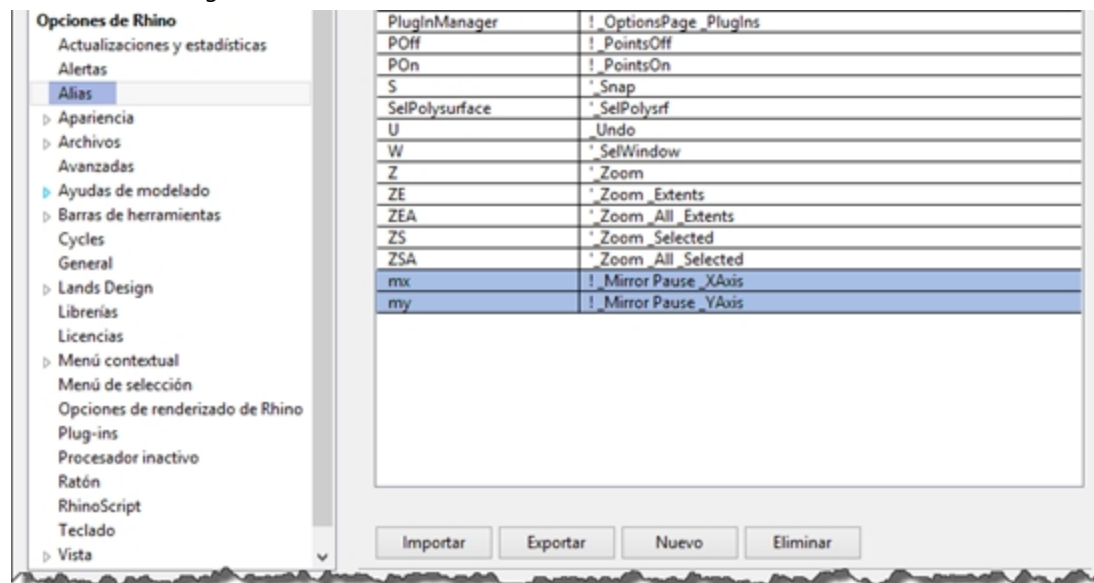 Opciones de Rhino
Actualizaciones y estadísticas
Alertas
Alias
Apariencia
Archivos
Avanzadas
Ayudas de modelado
Barras de herramientas
Cycles
General
Lands Design
Librerías
Licencias
Menú contextual
Menú de selección
Opciones de renderizado de Rhino
Plug-ins
Procesador inactivo
Ratón
RhinoScript
Teclado
Vista
PlugInManager ! _OptionsPage _PlugIns
POff ! _PointsOff
POn ! _PointsOn
S '_Snap
SelPolysurface '_SelPolysrf
U _Undo
W '_SelWindow
Z '_Zoom
ZE '_Zoom _Extents
ZEA '_Zoom _All _Extents
ZS '_Zoom _Selected
ZSA '_Zoom _All _Selected
mx ! _Mirror Pause _XAxis
my ! _Mirror Pause _YAxis
Importar Exportar Nuevo Eliminar